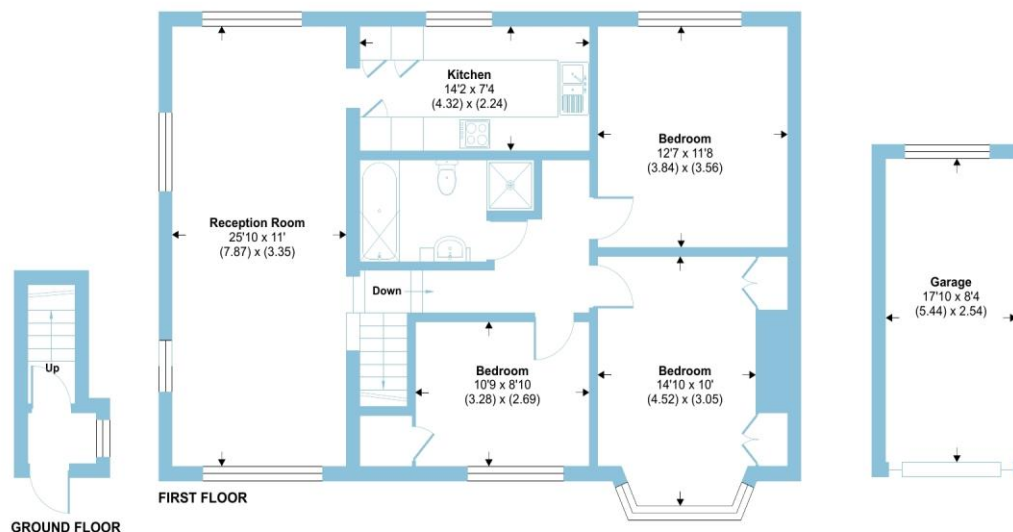 Kitchen
14'2 x 7'4
(4.32) x (2.24)
Bedroom
12'7 x 11'8
(3.84) x (3.56)
Reception Room
25'10 x 11'
(7.87) x (3.35)
Down
Garage
17'10 x 8'4
(5.44) x (2.54)
Up
Bedroom
10'9 x 8'10
(3.28) x (2.69)
Bedroom
14'10 x 10'
(4.52) x (3.05)
FIRST FLOOR
GROUND FLOOR